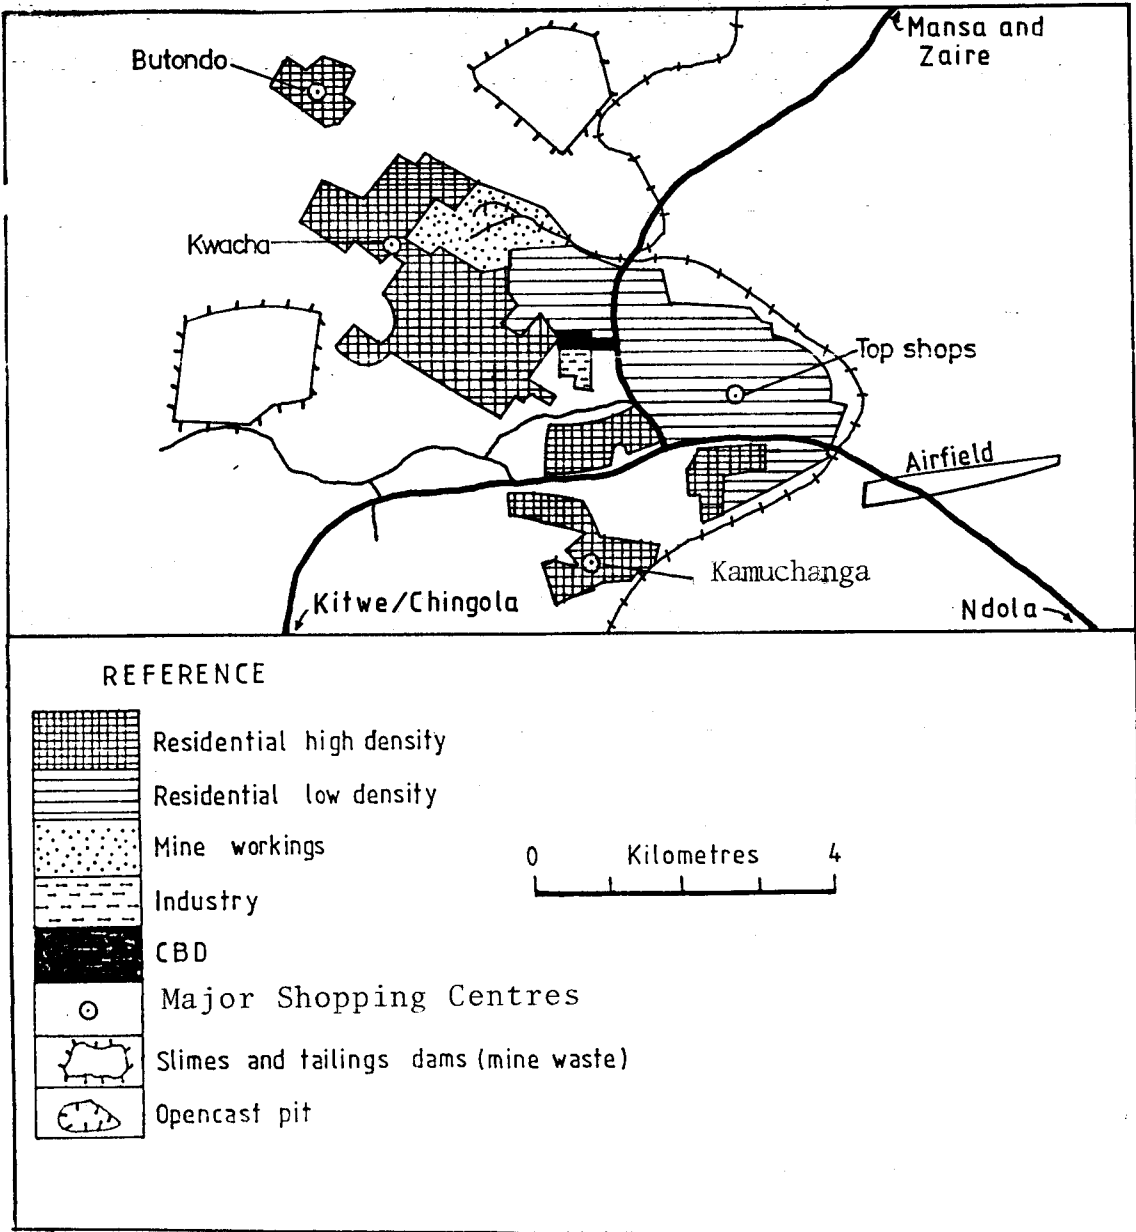 Mansa and
Zaire
Butondo
Kwacha
Top shops
Airfield
Kamuchanga
Kitwe/Chingola
Ndola
REFERENCE
Residential high density
Residential low density
Mine workings
Industry
CBD
Major Shopping Centres
Slimes and tailings dams (mine waste)
Opencast pit
0 Kilometres 4